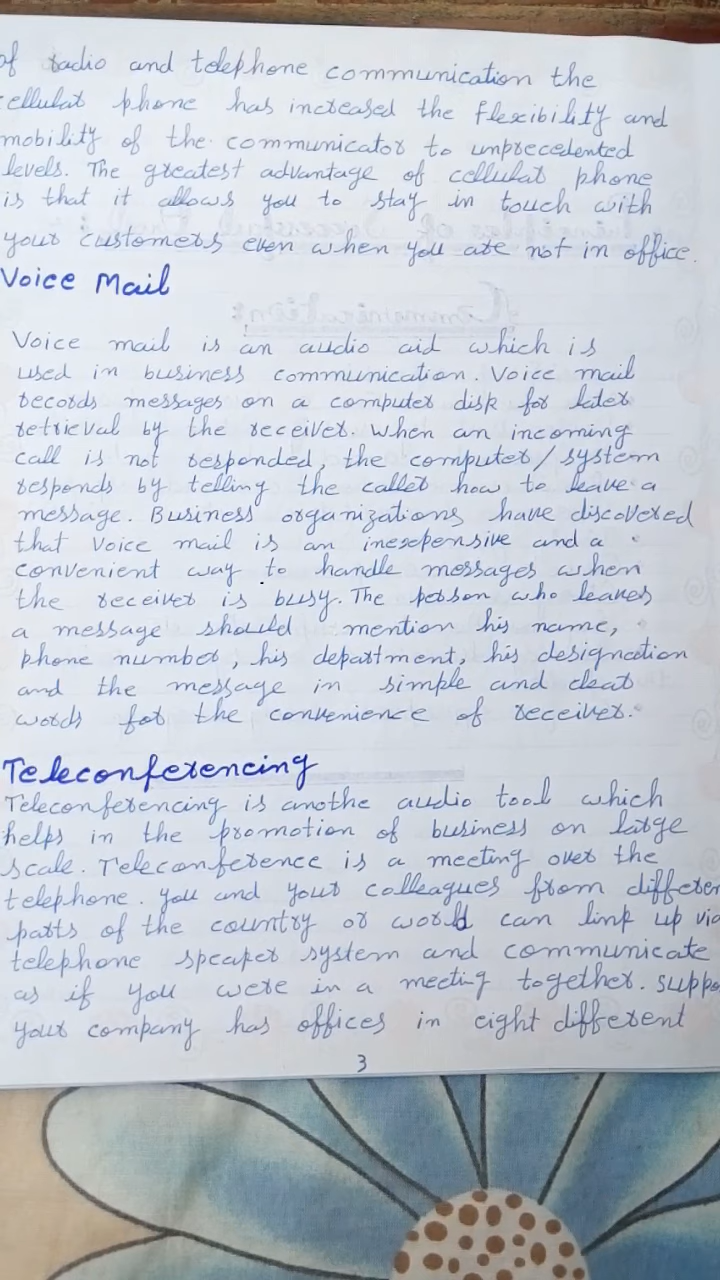 of radio and telephone communication the
cellular phone has increased the flexibility and
mobility of the communicator to unprecedented
levels. The greatest advantage of cellular phone
is that it allows you to stay in touch with
your customers even when you are not in office.
Voice Mail
Voice mail is an audio aid which is
used in business communication. Voice mail
records messages on a computer disk for later
retrieval by the receiver. When an incoming
call is not responded, the computer/system
responds by telling the caller how to leave a
message. Business organizations have discovered
that Voice mail is an inexpensive and a
convenient way to handle messages when
the receiver is busy. The person who leaves
a message should mention his name,
phone number, his department, his designation
and the message in simple and clear
words for the convenience of receiver.
Teleconferencing
Teleconferencing is anothe audio tool which
helps in the promotion of business on large
scale. Teleconference is a meeting over the
telephone. you and your colleagues from differen
parts of the country or world can link up via
telephone speaker system and communicate
as if you were in a meeting together. Suppo
your company has offices in eight different
3